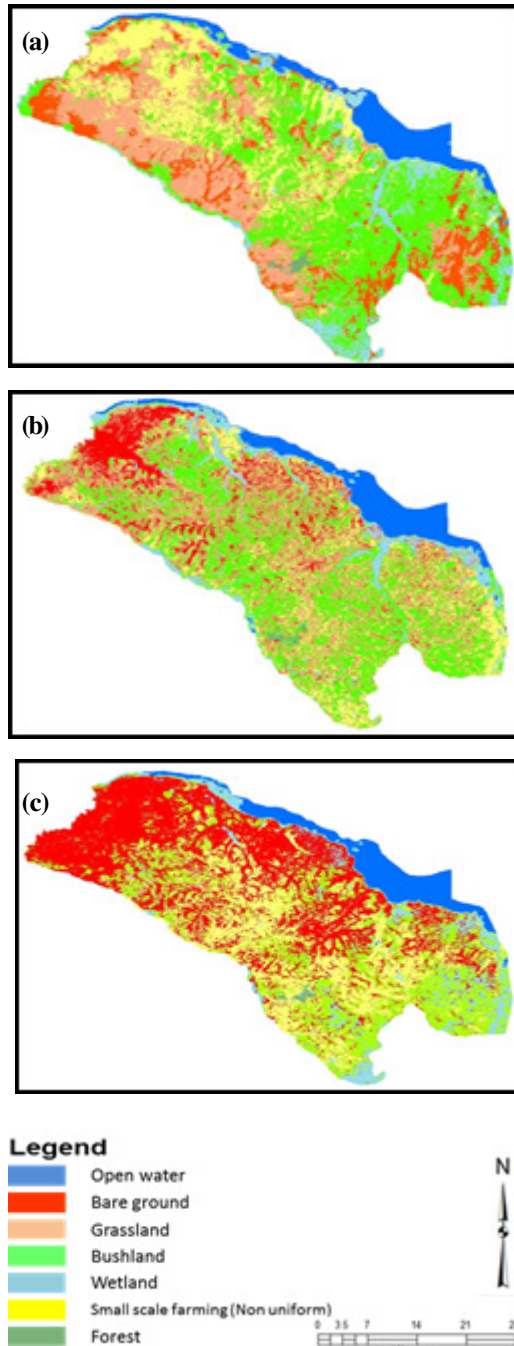 (a)
(b)
(c)
Legend
Open water
Bare ground
Grassland
Bushland
Wetland
Small scale farming (Non uniform)
Forest
N
0 3.5 7 14 21